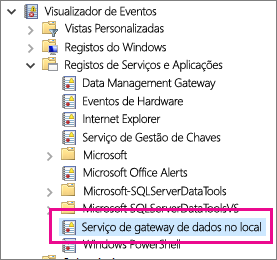 Visualizador de Eventos
Vistas Personalizadas
Registos do Windows
Registos de Serviços e Aplicações
Data Management Gateway
Eventos de Hardware
Internet Explorer
Serviço de Gestão de Chaves
Microsoft
Microsoft Office Alerts
Microsoft-SQLServerDataTools
Microsoft-SQLServerDataToolsVS
Serviço de gateway de dados no local
Windows PowerShell